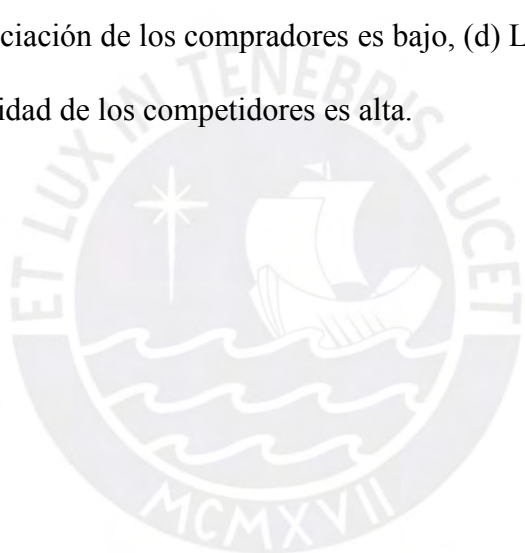 ciación de los compradores es bajo, (d) L
idad de los competidores es alta.
ET LUX IN TENEBRIS LUCET
MCMXVII